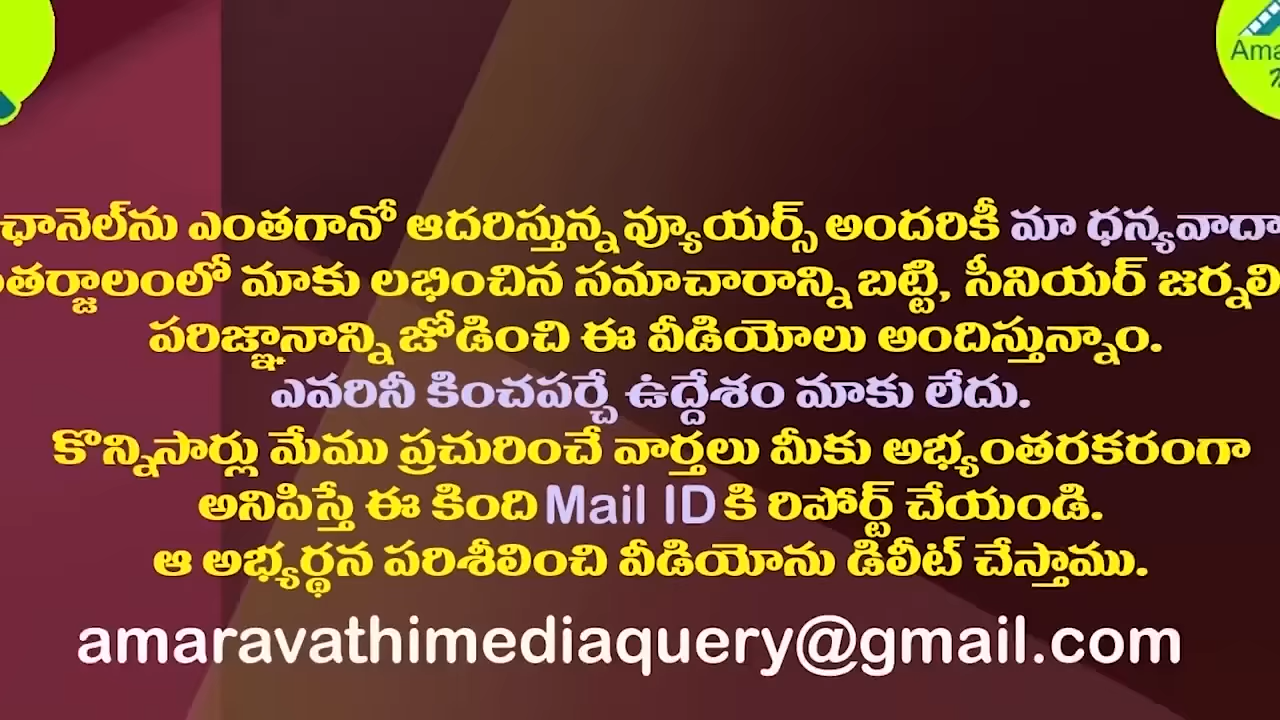 Ama
ఛానెల్‌ను ఎంతగానో ఆదరిస్తున్న వ్యూయర్స్ అందరికీ మా ధన్యవాదా
తర్జాలంలో మాకు లభించిన సమాచారాన్ని బట్టి, సీనియర్ జర్నలి
పరిజ్ఞానాన్ని జోడించి ఈ వీడియోలు అందిస్తున్నాం.
ఎవరినీ కించపర్చే ఉద్దేశం మాకు లేదు.
కొన్నిసార్లు మేము ప్రచురించే వార్తలు మీకు అభ్యంతరకరంగా
అనిపిస్తే ఈ కింది Mail ID కి రిపోర్ట్ చేయండి.
ఆ అభ్యర్థన పరిశీలించి వీడియోను డిలీట్ చేస్తాము.
amaravathimediaquery@gmail.com